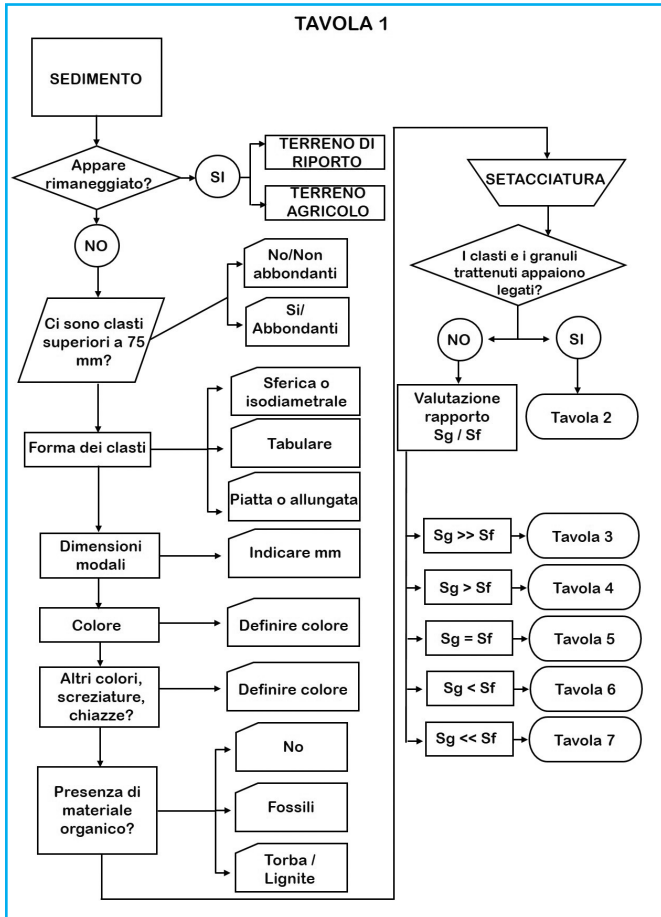 TAVOLA 1
SEDIMENTO
Appare
rimaneggiato?
SI
TERRENO DI
RIPORTO
TERRENO
AGRICOLO
NO
Ci sono clasti
superiori a 75
mm?
No/Non
abbondanti
Si/
Abbondanti
Forma dei clasti
Sferica o
isodiametrale
Tabulare
Piatta o allungata
Dimensioni
modali
Indicare mm
Colore
Definire colore
Altri colori,
screziature,
chiazze?
Definire colore
Presenza di
materiale
organico?
No
Fossili
Torba /
Lignite
SETACCIATURA
I clasti e i granuli
trattenuti appaiono
legati?
NO
SI
Valutazione
rapporto
Sg / Sf
Tavola 2
Sg >> Sf
Tavola 3
Sg > Sf
Tavola 4
Sg = Sf
Tavola 5
Sg < Sf
Tavola 6
Sg << Sf
Tavola 7